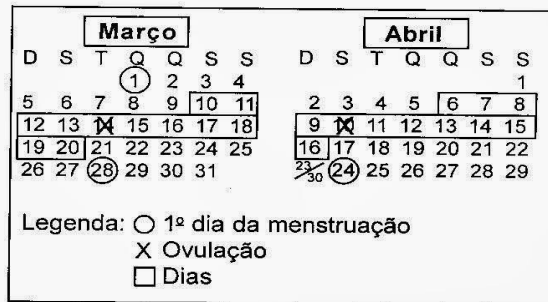 Março
D S T Q Q S S
1 2 3 4
5 6 7 8 9 10 11
12 13 14 15 16 17 18
19 20 21 22 23 24 25
26 27 28 29 30 31
Abril
D S T Q Q S S
1
2 3 4 5 6 7 8
9 10 11 12 13 14 15
16 17 18 19 20 21 22
23/30 24 25 26 27 28 29
Legenda: ○ 1º dia da menstruação
X Ovulação
□ Dias